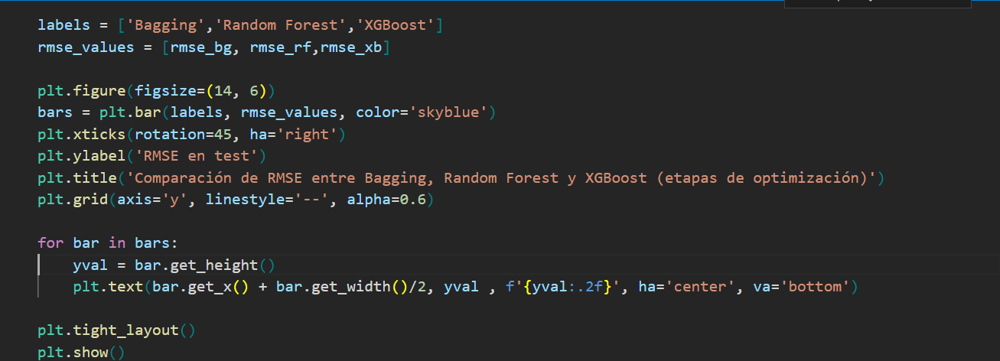 labels = ['Bagging','Random Forest','XGBoost']
rmse_values = [rmse_bg, rmse_rf,rmse_xb]
plt.figure(figsize=(14, 6))
bars = plt.bar(labels, rmse_values, color='skyblue')
plt.xticks(rotation=45, ha='right')
plt.ylabel('RMSE en test')
plt.title('Comparación de RMSE entre Bagging, Random Forest y XGBoost (etapas de optimización)')
plt.grid(axis='y', linestyle='--', alpha=0.6)
for bar in bars:
    yval = bar.get_height()
    plt.text(bar.get_x() + bar.get_width()/2, yval , f'{yval:.2f}', ha='center', va='bottom')
plt.tight_layout()
plt.show()